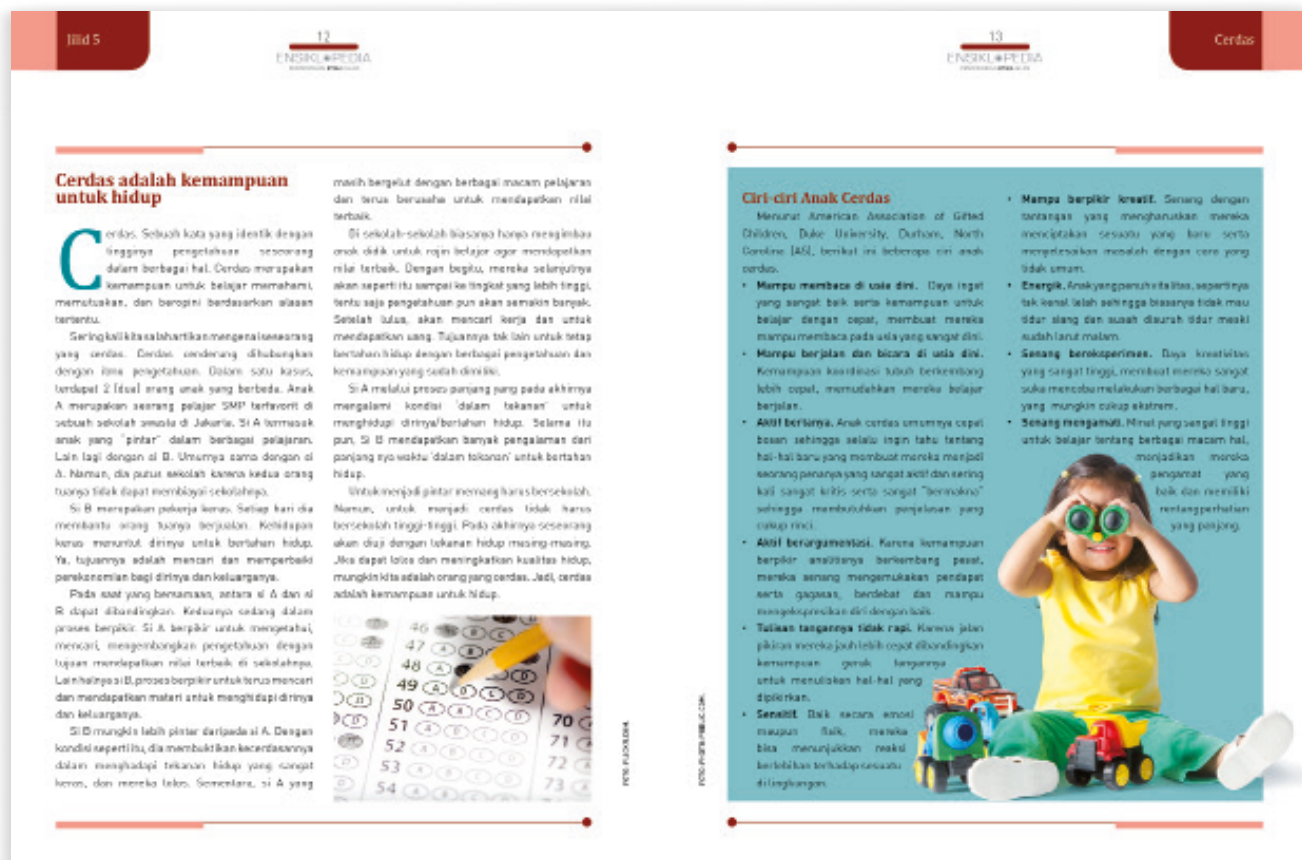 Jilid 5
12
ENSIKLOPEDIA
Cerdas adalah kemampuan
untuk hidup
Cerdas. Sebuah kata yang identik dengan
tingginya pengetahuan seseorang
dalam berbagai hal. Cerdas merupakan
kemampuan untuk belajar memahami,
memutuskan, dan beropini berdasarkan alasan
tertentu.
Sering kali kita salah artikan mengenai seseorang
yang cerdas. Cerdas cenderung dihubungkan
dengan ilmu pengetahuan. Dalam satu kasus,
terdapat 2 (dua) orang anak yang berbeda. Anak
A merupakan seorang pelajar SMP terfavorit di
sebuah sekolah swasta di Jakarta. Si A termasuk
anak yang "pintar" dalam berbagai pelajaran.
Lain lagi dengan si B. Umurnya sama dengan si
A. Namun, dia putus sekolah karena kedua orang
tuanya tidak dapat membiayai sekolahnya.
Si B merupakan pekerja keras. Setiap hari dia
membantu orang tuanya berjualan. Kehidupan
keras menuntut dirinya untuk bertahan hidup.
Ya, tujuannya adalah mencari dan memperbaiki
perekonomian bagi dirinya dan keluarganya.
Pada saat yang bersamaan, antara si A dan si
B dapat dibandingkan. Keduanya sedang dalam
proses berpikir. Si A berpikir untuk mengetahui,
mencari, mengembangkan pengetahuan dengan
tujuan mendapatkan nilai terbaik di sekolahnya.
Lain halnya si B, proses berpikir untuk terus mencari
dan mendapatkan materi untuk menghidupi dirinya
dan keluarganya.
Si B mungkin lebih pintar daripada si A. Dengan
kondisi seperti itu, dia membuktikan kecerdasannya
dalam menghadapi tekanan hidup yang sangat
keras, dan mereka lolos. Sementara, si A yang
masih bergelut dengan berbagai macam pelajaran
dan terus berusaha untuk mendapatkan nilai
terbaik.
Di sekolah-sekolah biasanya hanya mengimbau
anak didik untuk rajin belajar agar mendapatkan
nilai terbaik. Dengan begitu, mereka selanjutnya
akan seperti itu sampai ke tingkat yang lebih tinggi,
tentu saja pengetahuan pun akan semakin banyak.
Setelah lulus, akan mencari kerja dan untuk
mendapatkan uang. Tujuannya tak lain untuk tetap
bertahan hidup dengan berbagai pengetahuan dan
kemampuan yang sudah dimiliki.
Si A melalui proses panjang yang pada akhirnya
mengalami kondisi 'dalam tekanan' untuk
menghidupi dirinya/bertahan hidup. Selama itu
pun, Si B mendapatkan banyak pengalaman dari
panjang nya waktu 'dalam tekanan' untuk bertahan
hidup.
Untuk menjadi pintar memang harus bersekolah.
Namun, untuk menjadi cerdas tidak harus
bersekolah tinggi-tinggi. Pada akhirnya seseorang
akan diuji dengan tekanan hidup masing-masing.
Jika dapat lolos dan meningkatkan kualitas hidup,
mungkin kita adalah orang yang cerdas. Jadi, cerdas
adalah kemampuan untuk hidup.
46
47
48
49 A B C D
50 A B C D
51
52
53
54
70
71
72
73
13
ENSIKLOPEDIA
Cerdas
Ciri-ciri Anak Cerdas
Menurut American Association of Gifted
Children, Duke University, Durham, North
Caroline (AS), berikut ini beberapa ciri anak
cerdas.
• Mampu membaca di usia dini. Daya ingat
yang sangat baik serta kemampuan untuk
belajar dengan cepat, membuat mereka
mampu membaca pada usia yang sangat dini.
• Mampu berjalan dan bicara di usia dini.
Kemampuan koordinasi tubuh berkembang
lebih cepat, memudahkan mereka belajar
berjalan.
• Aktif bertanya. Anak cerdas umumnya cepat
bosan sehingga selalu ingin tahu tentang
hal-hal baru yang membuat mereka menjadi
seorang penanya yang sangat aktif dan sering
kali sangat kritis serta sangat "bermakna"
sehingga membutuhkan penjelasan yang
cukup rinci.
• Aktif berargumentasi. Karena kemampuan
berpikir analitisnya berkembang pesat,
mereka senang mengemukakan pendapat
serta gagasan, berdebat dan mampu
mengekspresikan diri dengan baik.
• Tulisan tangannya tidak rapi. Karena jalan
pikiran mereka jauh lebih cepat dibandingkan
kemampuan gerak tangannya
untuk menuliskan hal-hal yang
dipikirkan.
• Sensitif. Baik secara emosi
maupun fisik, mereka
bisa menunjukkan reaksi
berlebihan terhadap sesuatu
di lingkungan.
• Mampu berpikir kreatif. Senang dengan
tantangan yang mengharuskan mereka
menciptakan sesuatu yang baru serta
menyelesaikan masalah dengan cara yang
tidak umum.
• Energik. Anak yang penuh vitalitas, sepertinya
tak kenal lelah sehingga biasanya tidak mau
tidur siang dan susah disuruh tidur meski
sudah larut malam.
• Senang bereksperimen. Daya kreativitas
yang sangat tinggi, membuat mereka sangat
suka mencoba melakukan berbagai hal baru,
yang mungkin cukup ekstrem.
• Senang mengamati. Minat yang sangat tinggi
untuk belajar tentang berbagai macam hal,
menjadikan mereka
pengamat yang
baik dan memiliki
rentang perhatian
yang panjang.